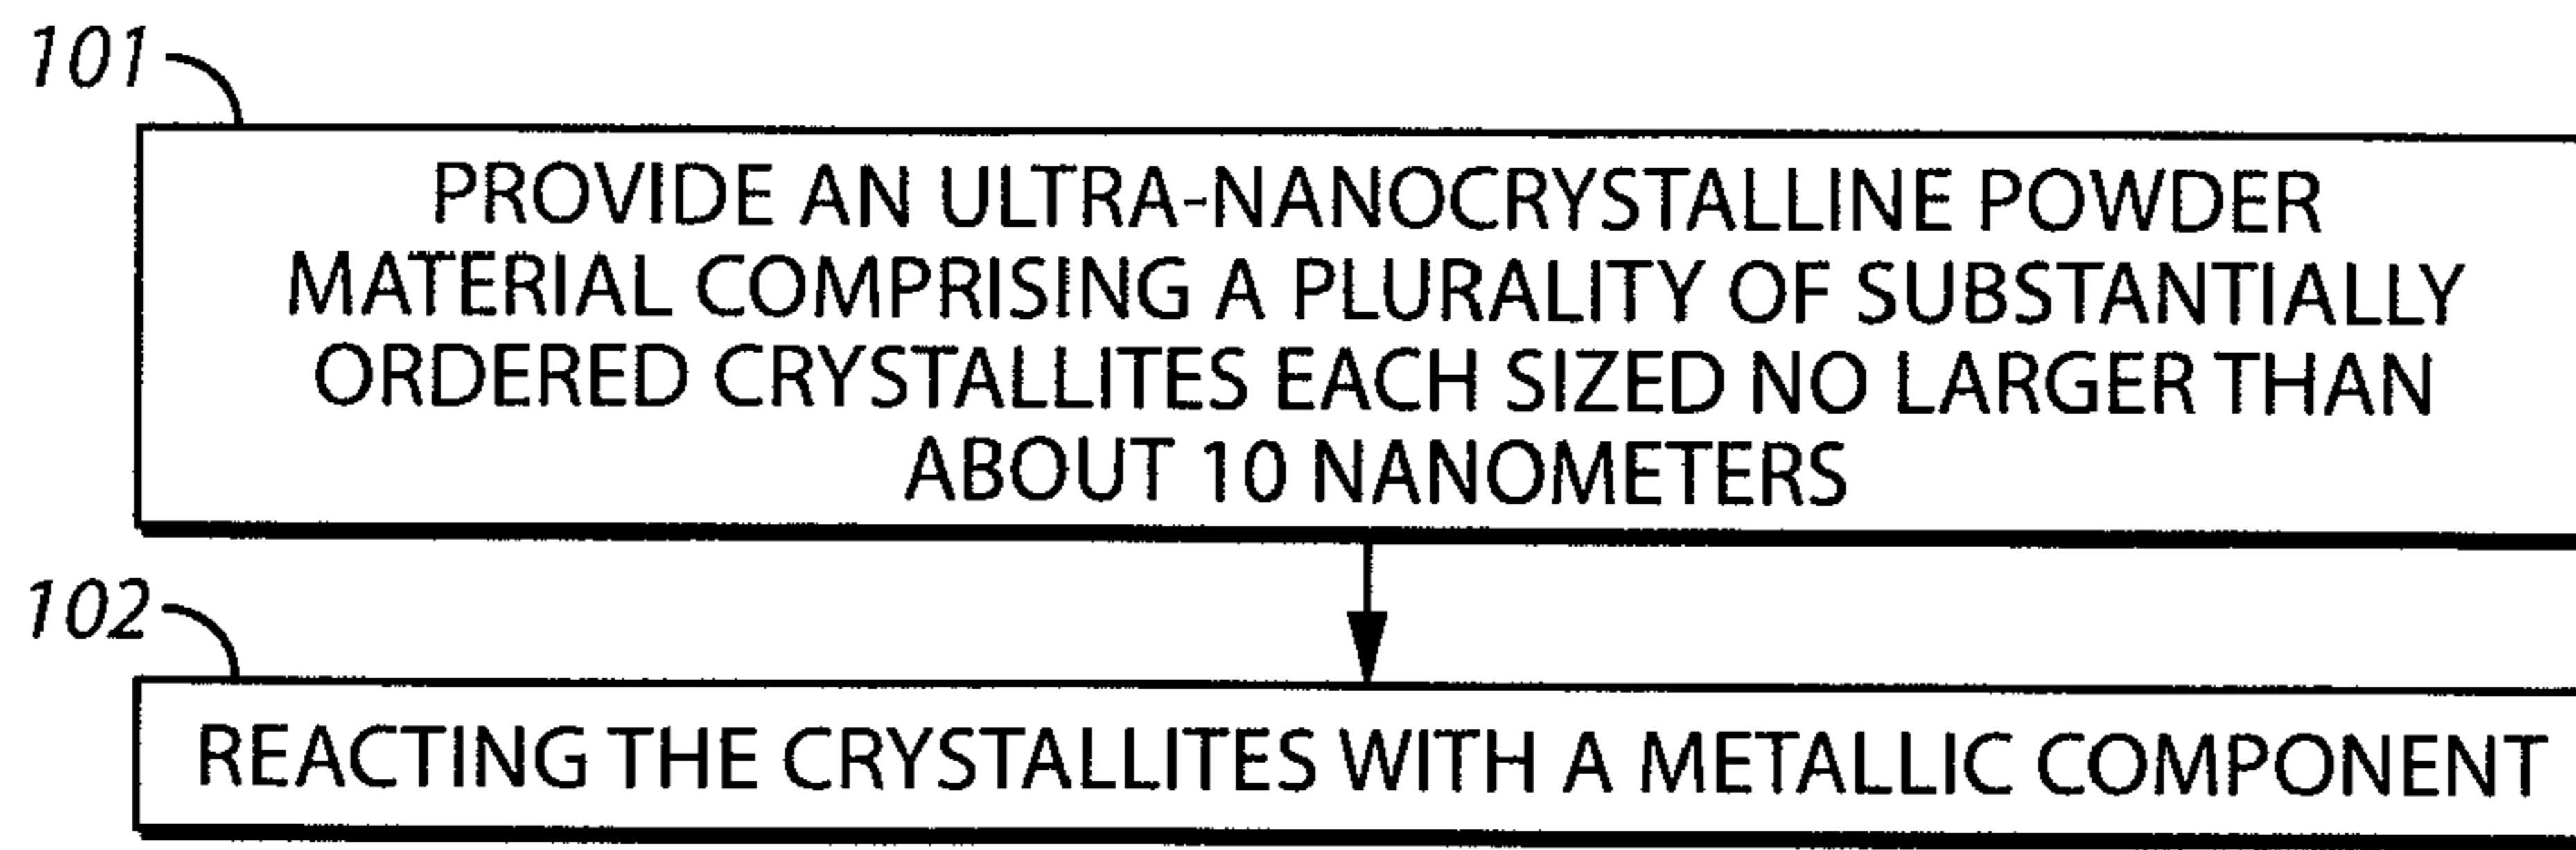 101
PROVIDE AN ULTRA-NANOCRYSTALLINE POWDER
MATERIAL COMPRISING A PLURALITY OF SUBSTANTIALLY
ORDERED CRYSTALLITES EACH SIZED NO LARGER THAN
ABOUT 10 NANOMETERS
102
REACTING THE CRYSTALLITES WITH A METALLIC COMPONENT